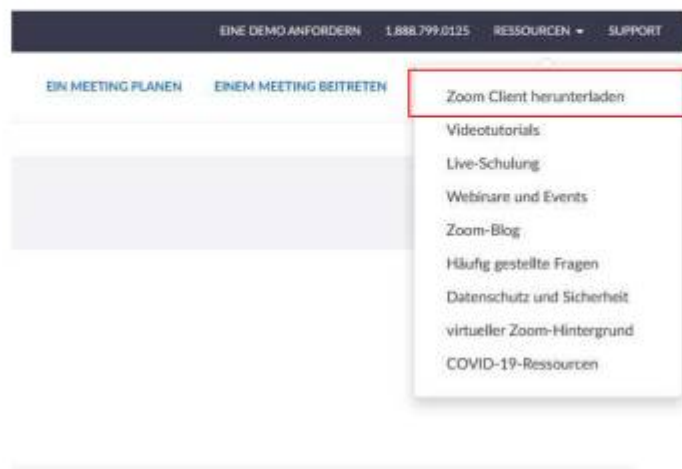 EINE DEMO ANFORDERN 1.888.799.0125 RESSOURCEN SUPPORT
EIN MEETING PLANEN EINEM MEETING BEITRETEN
Zoom Client herunterladen
Videotutorials
Live-Schulung
Webinare und Events
Zoom-Blog
Häufig gestellte Fragen
Datenschutz und Sicherheit
virtueller Zoom-Hintergrund
COVID-19-Ressourcen